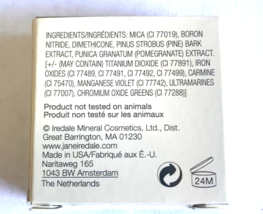 INGREDIENTS/INGRÉDIENTS: MICA (CI 77019), BORON
NITRIDE, DIMETHICONE, PINUS STROBUS (PINE) BARK
EXTRACT, PUNICA GRANATUM (POMEGRANATE) EXTRACT.
[+/- (MAY CONTAIN) TITANIUM DIOXIDE (CI 77891), IRON
OXIDES (CI 77489, CI 77491, CI 77492, CI 77499), CARMINE
(CI 75470), MANGANESE VIOLET (CI 77742), ULTRAMARINES
(CI 77007), CHROMIUM OXIDE GREENS (CI 77288)]
Product not tested on animals
Produit non testé sur les animaux
© Iredale Mineral Cosmetics, Ltd./Dist.
Great Barrington, MA 01230
www.janeiredale.com
Made in USA/Fabriqué aux É.-U.
Naritaweg 165
1043 BW Amsterdam
The Netherlands
24M